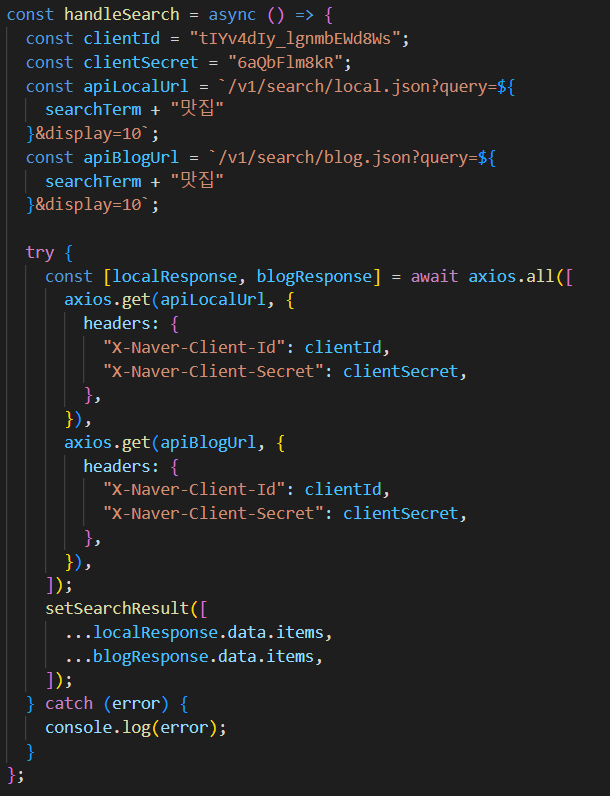 const handleSearch = async () => {
  const clientId = "tIYv4dIy_lgnmbEWd8Ws";
  const clientSecret = "6aQbFlm8kR";
  const apiLocalUrl = `/v1/search/local.json?query=${
    searchTerm + "맛집"
  }&display=10`;
  const apiBlogUrl = `/v1/search/blog.json?query=${
    searchTerm + "맛집"
  }&display=10`;

  try {
    const [localResponse, blogResponse] = await axios.all([
      axios.get(apiLocalUrl, {
        headers: {
          "X-Naver-Client-Id": clientId,
          "X-Naver-Client-Secret": clientSecret,
        },
      }),
      axios.get(apiBlogUrl, {
        headers: {
          "X-Naver-Client-Id": clientId,
          "X-Naver-Client-Secret": clientSecret,
        },
      }),
    ]);
    setSearchResult([
      ...localResponse.data.items,
      ...blogResponse.data.items,
    ]);
  } catch (error) {
    console.log(error);
  }
};